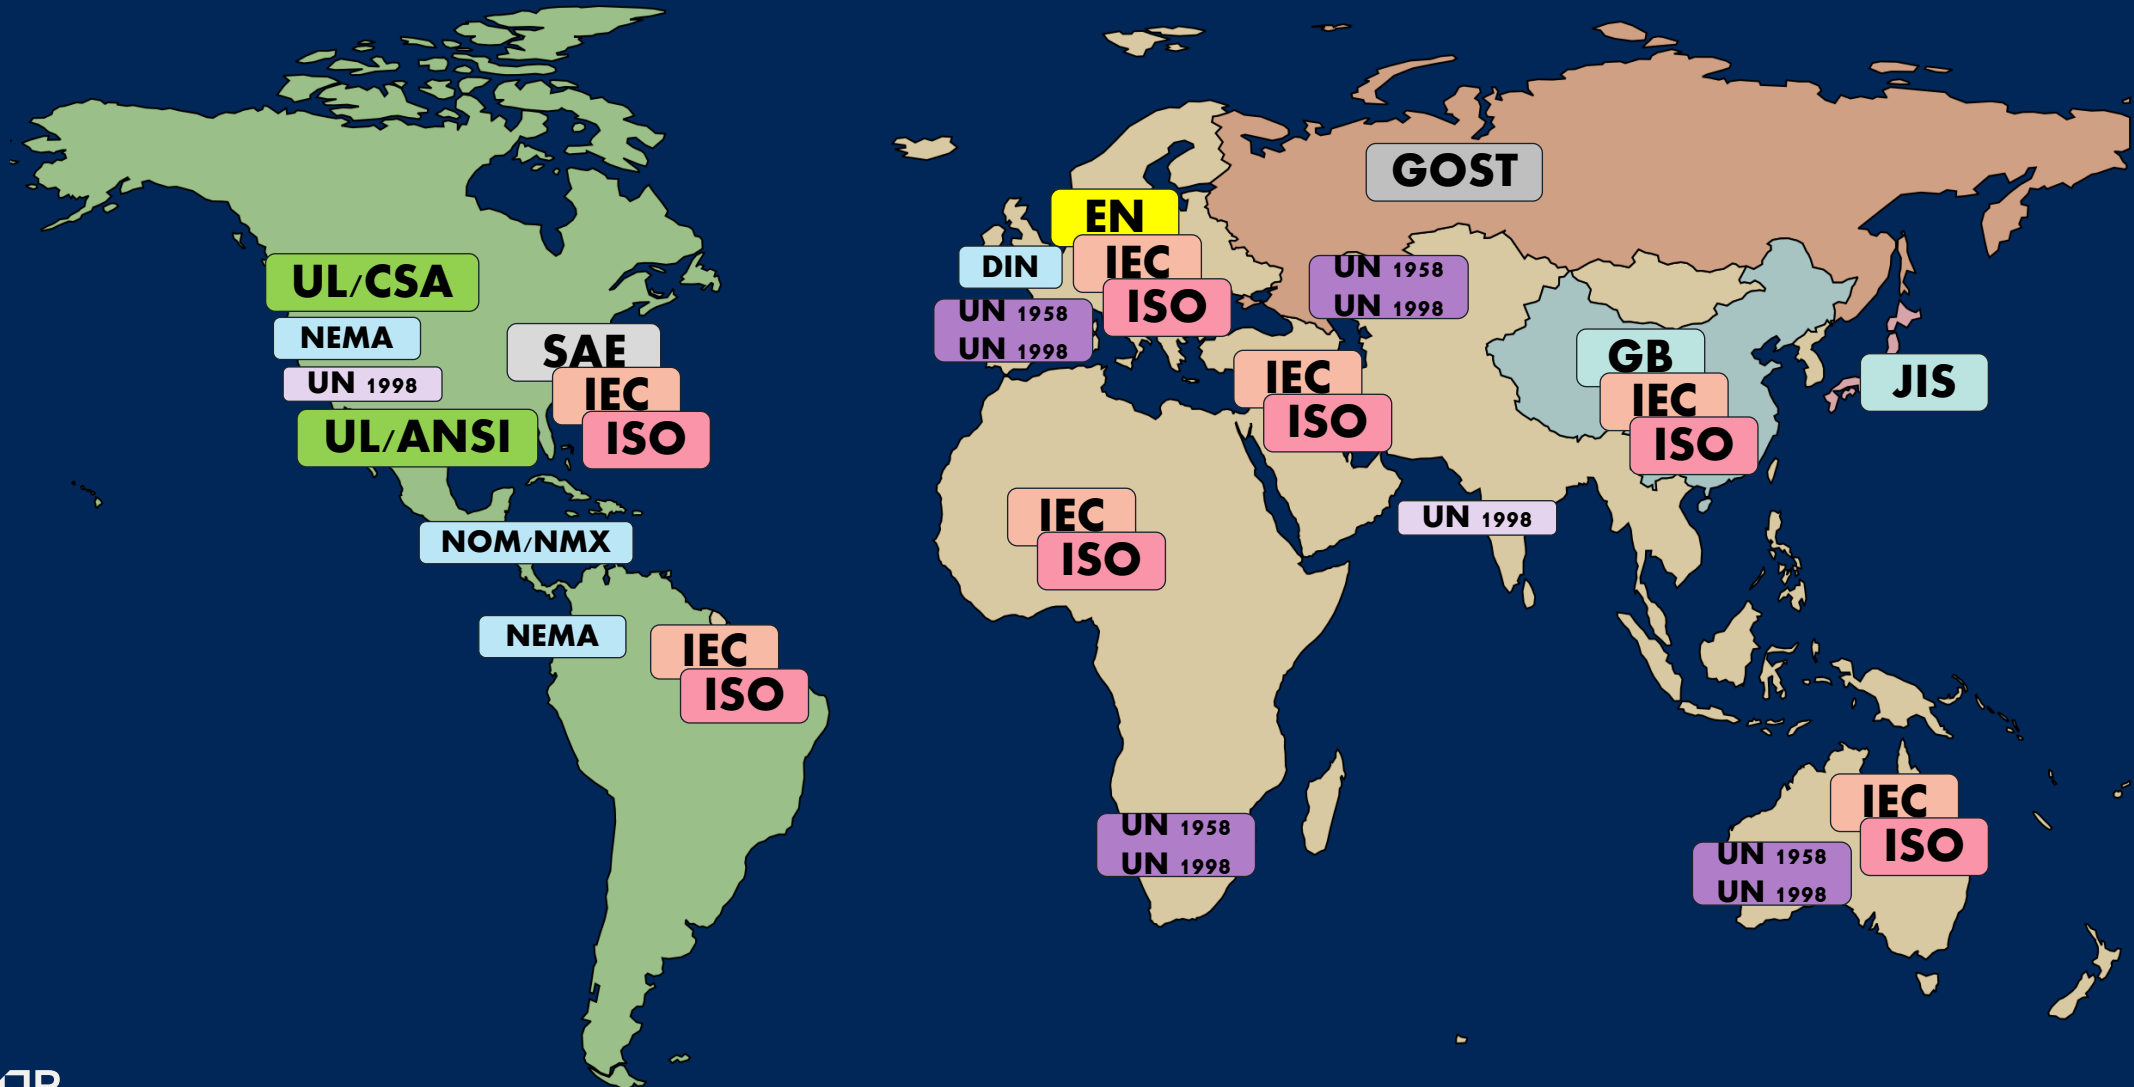 GOST
EN
IEC
DIN
ISO
UN 1958
UN 1998
UN 1958
UN 1998
UL/CSA
NEMA
SAE
UN 1998
IEC
UL/ANSI
ISO
IEC
ISO
GB
IEC
ISO
JIS
IEC
ISO
UN 1998
NOM/NMX
NEMA
IEC
ISO
UN 1958
UN 1998
IEC
ISO
UN 1958
UN 1998